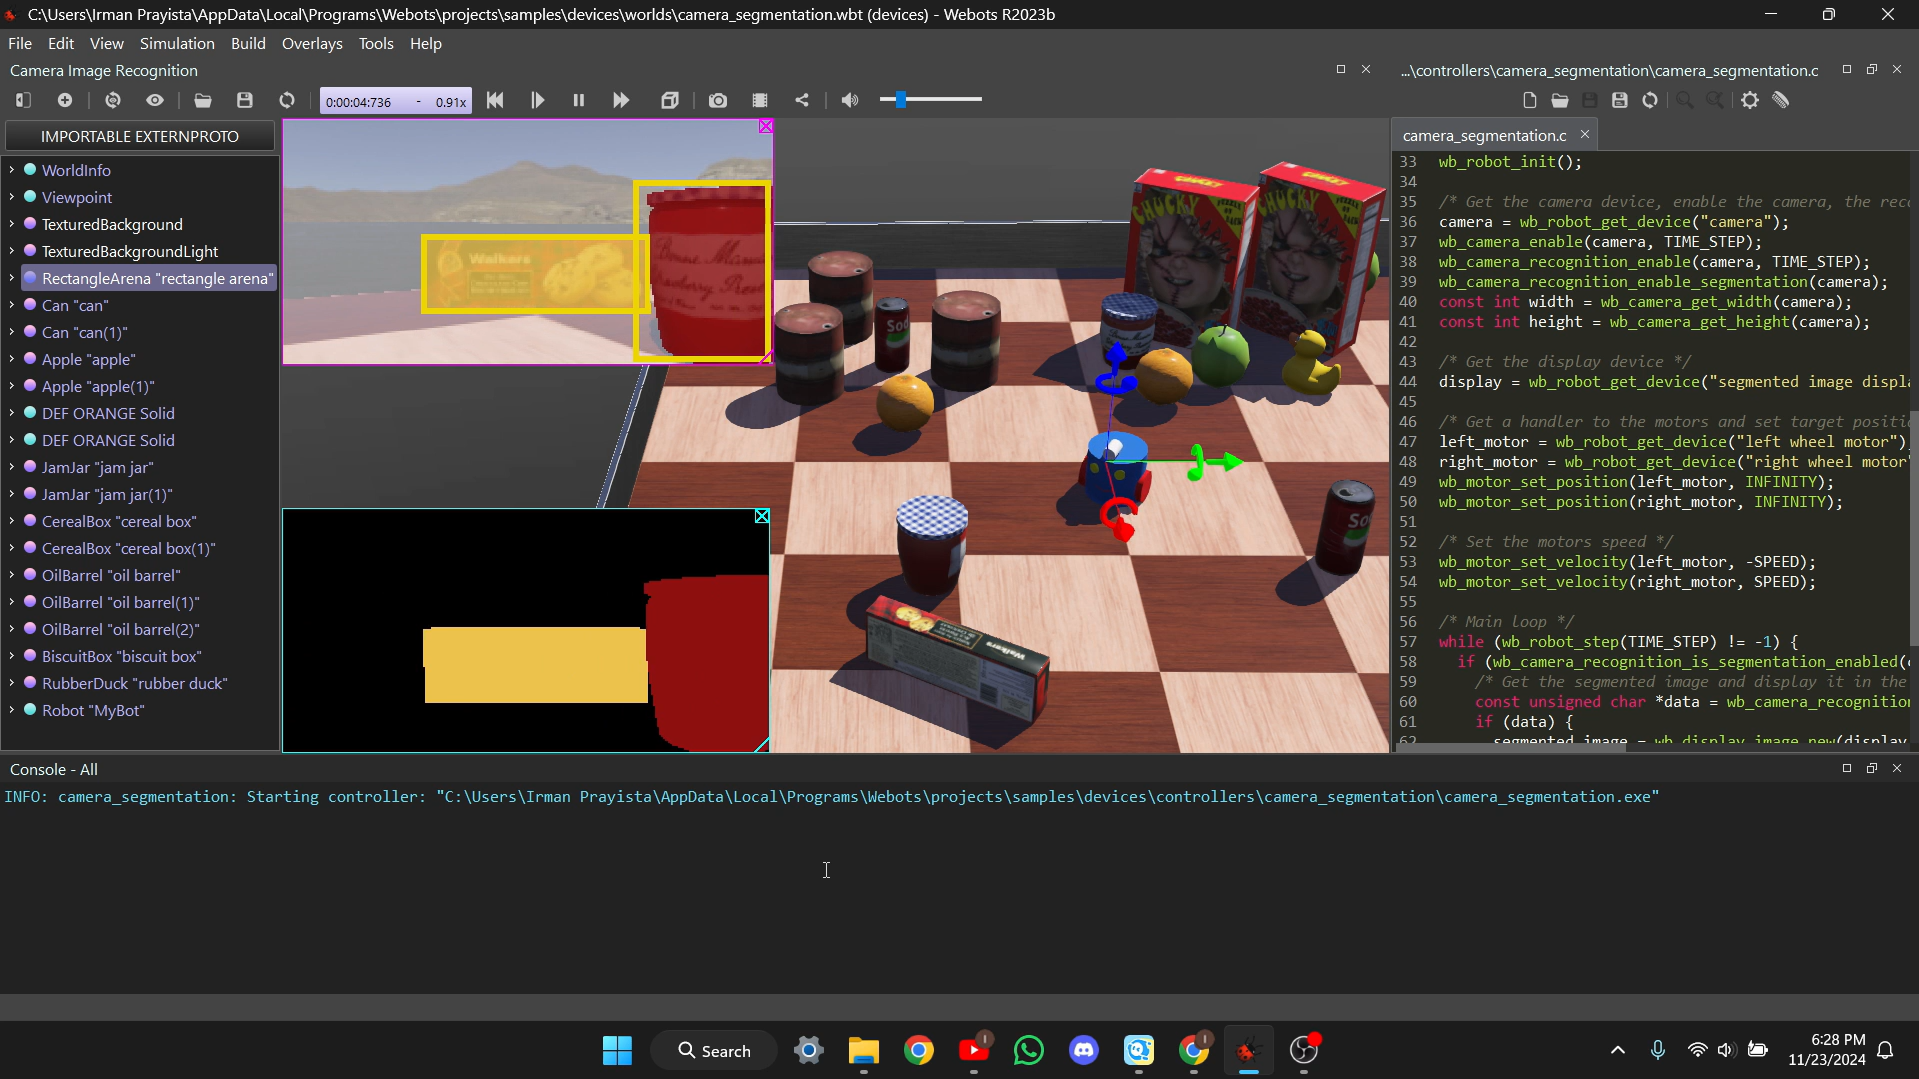 C:\Users\Irman Prayista\AppData\Local\Programs\Webots\projects\samples\devices\worlds\camera_segmentation.wbt (devices) - Webots R2023b
File Edit View Simulation Build Overlays Tools Help
Camera Image Recognition
...\controllers\camera_segmentation\camera_segmentation.c
0:00:04:736 - 0.91x
IMPORTABLE EXTERNPROTO
WorldInfo
Viewpoint
TexturedBackground
TexturedBackgroundLight
RectangleArena "rectangle arena"
Can "can"
Can "can(1)"
Apple "apple"
Apple "apple(1)"
DEF ORANGE Solid
DEF ORANGE Solid
JamJar "jam jar"
JamJar "jam jar(1)"
CerealBox "cereal box"
CerealBox "cereal box(1)"
OilBarrel "oil barrel"
OilBarrel "oil barrel(1)"
OilBarrel "oil barrel(2)"
BiscuitBox "biscuit box"
RubberDuck "rubber duck"
Robot "MyBot"
Walkers
Bonne Maman
CHUCKY
CHUCKY
Sod
So
Walkers
camera_segmentation.c
33 wb_robot_init();
34
35 /* Get the camera device, enable the camera, the rec
36 camera = wb_robot_get_device("camera");
37 wb_camera_enable(camera, TIME_STEP);
38 wb_camera_recognition_enable(camera, TIME_STEP);
39 wb_camera_recognition_enable_segmentation(camera);
40 const int width = wb_camera_get_width(camera);
41 const int height = wb_camera_get_height(camera);
42
43 /* Get the display device */
44 display = wb_robot_get_device("segmented image displ
45
46 /* Get a handler to the motors and set target positi
47 left_motor = wb_robot_get_device("left wheel motor")
48 right_motor = wb_robot_get_device("right wheel motor
49 wb_motor_set_position(left_motor, INFINITY);
50 wb_motor_set_position(right_motor, INFINITY);
51
52 /* Set the motors speed */
53 wb_motor_set_velocity(left_motor, -SPEED);
54 wb_motor_set_velocity(right_motor, SPEED);
55
56 /* Main loop */
57 while (wb_robot_step(TIME_STEP) != -1) {
58 if (wb_camera_recognition_is_segmentation_enabled(
59 /* Get the segmented image and display it in the
60 const unsigned char *data = wb_camera_recognitio
61 if (data) {
62 segmented_image = wb_display_image_new(display
Console - All
INFO: camera_segmentation: Starting controller: "C:\Users\Irman Prayista\AppData\Local\Programs\Webots\projects\samples\devices\controllers\camera_segmentation\camera_segmentation.exe"
Search
6:28 PM
11/23/2024